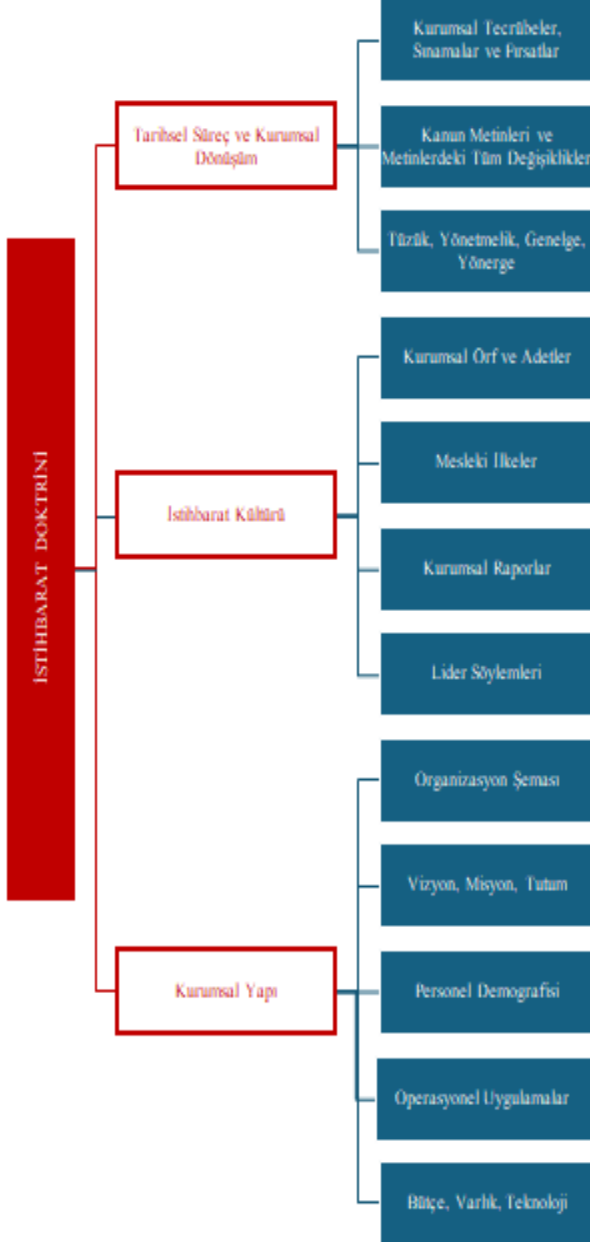 İSTİHBARAT DOKTRİNİ
Tarihsel Süreç ve Kurumsal
Dönüşüm
Kurumsal Tecrübeler,
Sınamalar ve Fırsatlar
Kanun Metinleri ve
Metinlerdeki Tüm Değişiklikler
Tüzük, Yönetmelik, Genelge,
Yönerge
İstihbarat Kültürü
Kurumsal Örf ve Adetler
Mesleki İlkeler
Kurumsal Raporlar
Lider Söylemleri
Kurumsal Yapı
Organizasyon Şeması
Vizyon, Misyon, Tutum
Personel Demografisi
Operasyonel Uygulamalar
Bütçe, Varlık, Teknoloji